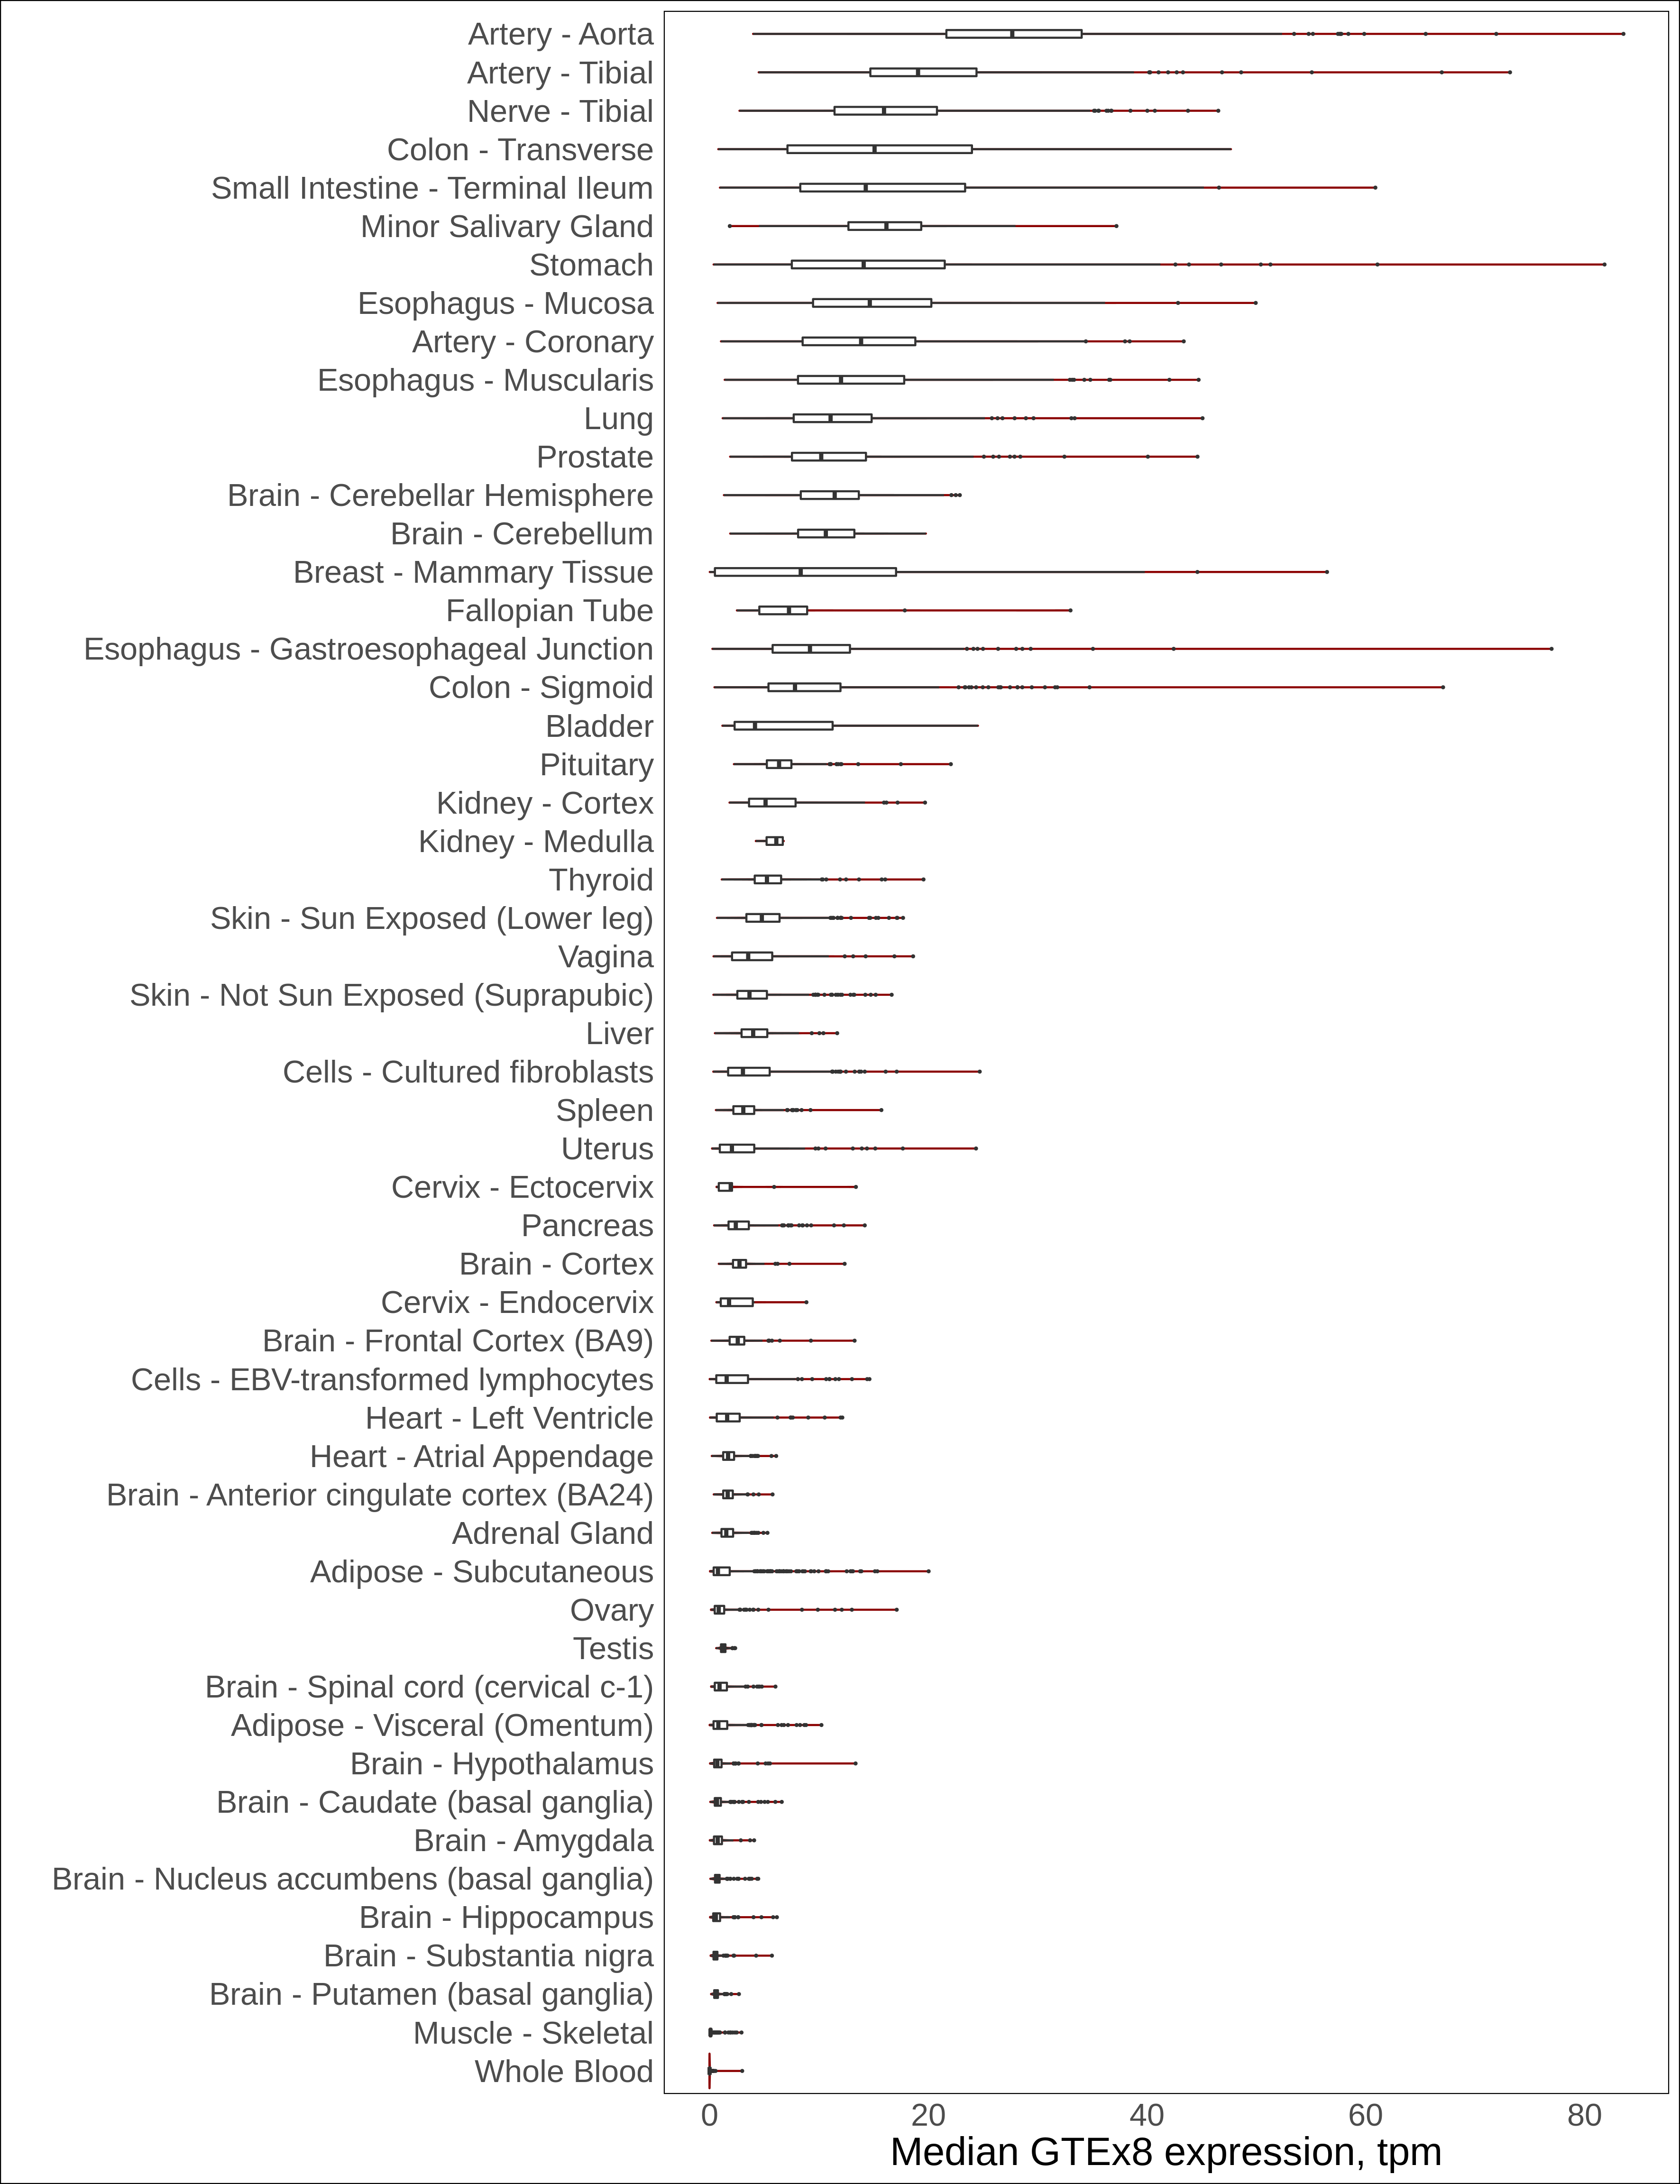 Artery - Aorta
Artery - Tibial
Nerve - Tibial
Colon - Transverse
Small Intestine - Terminal Ileum
Minor Salivary Gland
Stomach
Esophagus - Mucosa
Artery - Coronary
Esophagus - Muscularis
Lung
Prostate
Brain - Cerebellar Hemisphere
Brain - Cerebellum
Breast - Mammary Tissue
Fallopian Tube
Esophagus - Gastroesophageal Junction
Colon - Sigmoid
Bladder
Pituitary
Kidney - Cortex
Kidney - Medulla
Thyroid
Skin - Sun Exposed (Lower leg)
Vagina
Skin - Not Sun Exposed (Suprapubic)
Liver
Cells - Cultured fibroblasts
Spleen
Uterus
Cervix - Ectocervix
Pancreas
Brain - Cortex
Cervix - Endocervix
Brain - Frontal Cortex (BA9)
Cells - EBV-transformed lymphocytes
Heart - Left Ventricle
Heart - Atrial Appendage
Brain - Anterior cingulate cortex (BA24)
Adrenal Gland
Adipose - Subcutaneous
Ovary
Testis
Brain - Spinal cord (cervical c-1)
Adipose - Visceral (Omentum)
Brain - Hypothalamus
Brain - Caudate (basal ganglia)
Brain - Amygdala
Brain - Nucleus accumbens (basal ganglia)
Brain - Hippocampus
Brain - Substantia nigra
Brain - Putamen (basal ganglia)
Muscle - Skeletal
Whole Blood
0 20 40 60 80
Median GTEx8 expression, tpm